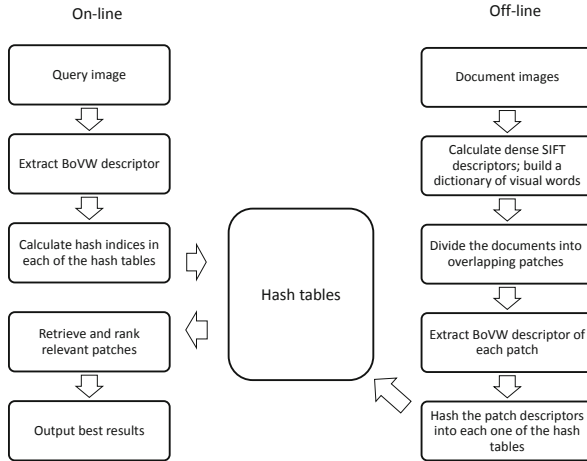 On-line
Query image
Extract BoVW descriptor
Calculate hash indices in
each of the hash tables
Retrieve and rank
relevant patches
Output best results
Hash tables
Off-line
Document images
Calculate dense SIFT
descriptors; build a
dictionary of visual words
Divide the documents into
overlapping patches
Extract BoVW descriptor of
each patch
Hash the patch descriptors
into each one of the hash
tables